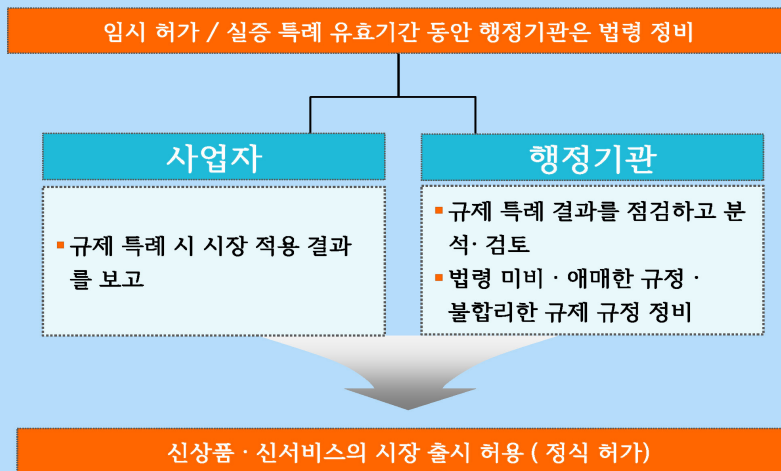 임시 허가 / 실증 특례 유효기간 동안 행정기관은 법령 정비
사업자
규제 특례 시 시장 적용 결과
를 보고
행정기관
규제 특례 결과를 점검하고 분
석· 검토
법령 미비 · 애매한 규정 ·
불합리한 규제 규정 정비
신상품 · 신서비스의 시장 출시 허용 ( 정식 허가)